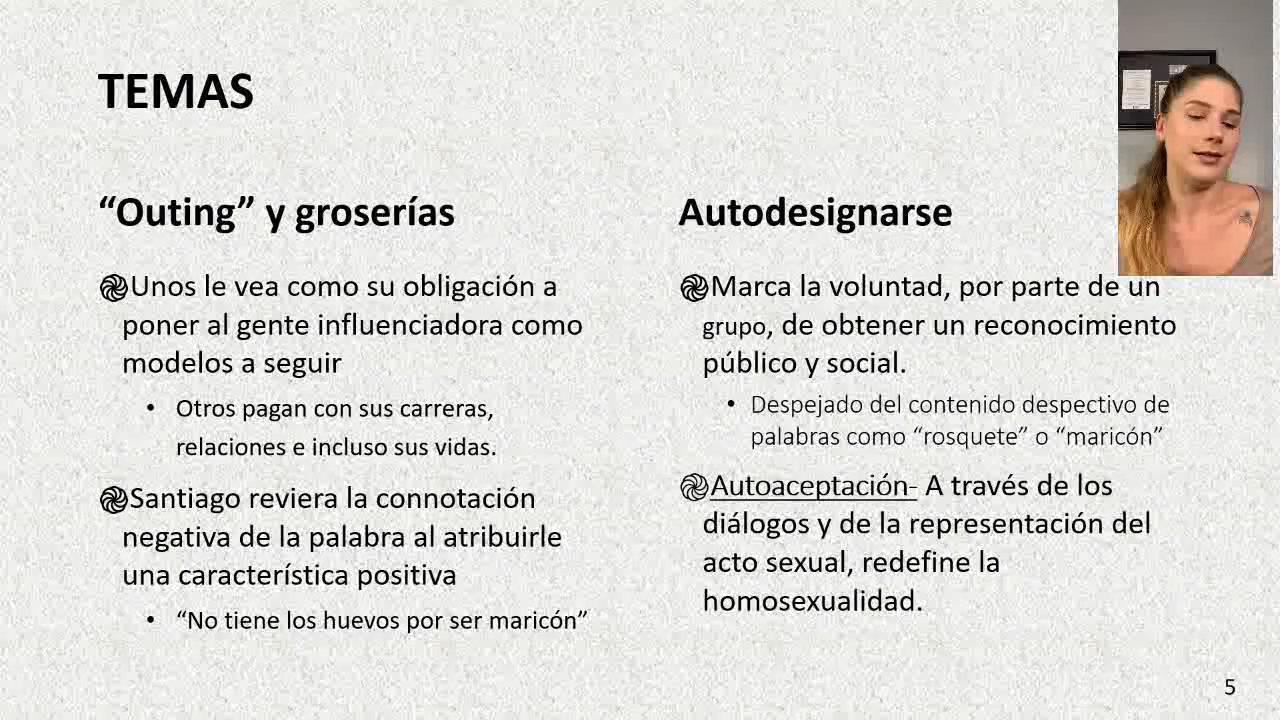 TEMAS
“Outing” y groserías
Unos le vea como su obligación a
poner al gente influenciadora como
modelos a seguir
• Otros pagan con sus carreras,
relaciones e incluso sus vidas.
Santiago reviera la connotación
negativa de la palabra al atribuirle
una característica positiva
• “No tiene los huevos por ser maricón”
Autodesignarse
Marca la voluntad, por parte de un
grupo, de obtener un reconocimiento
público y social.
• Despejado del contenido despectivo de
palabras como “rosquete” o “maricón”
Autoaceptación- A través de los
diálogos y de la representación del
acto sexual, redefine la
homosexualidad.
5